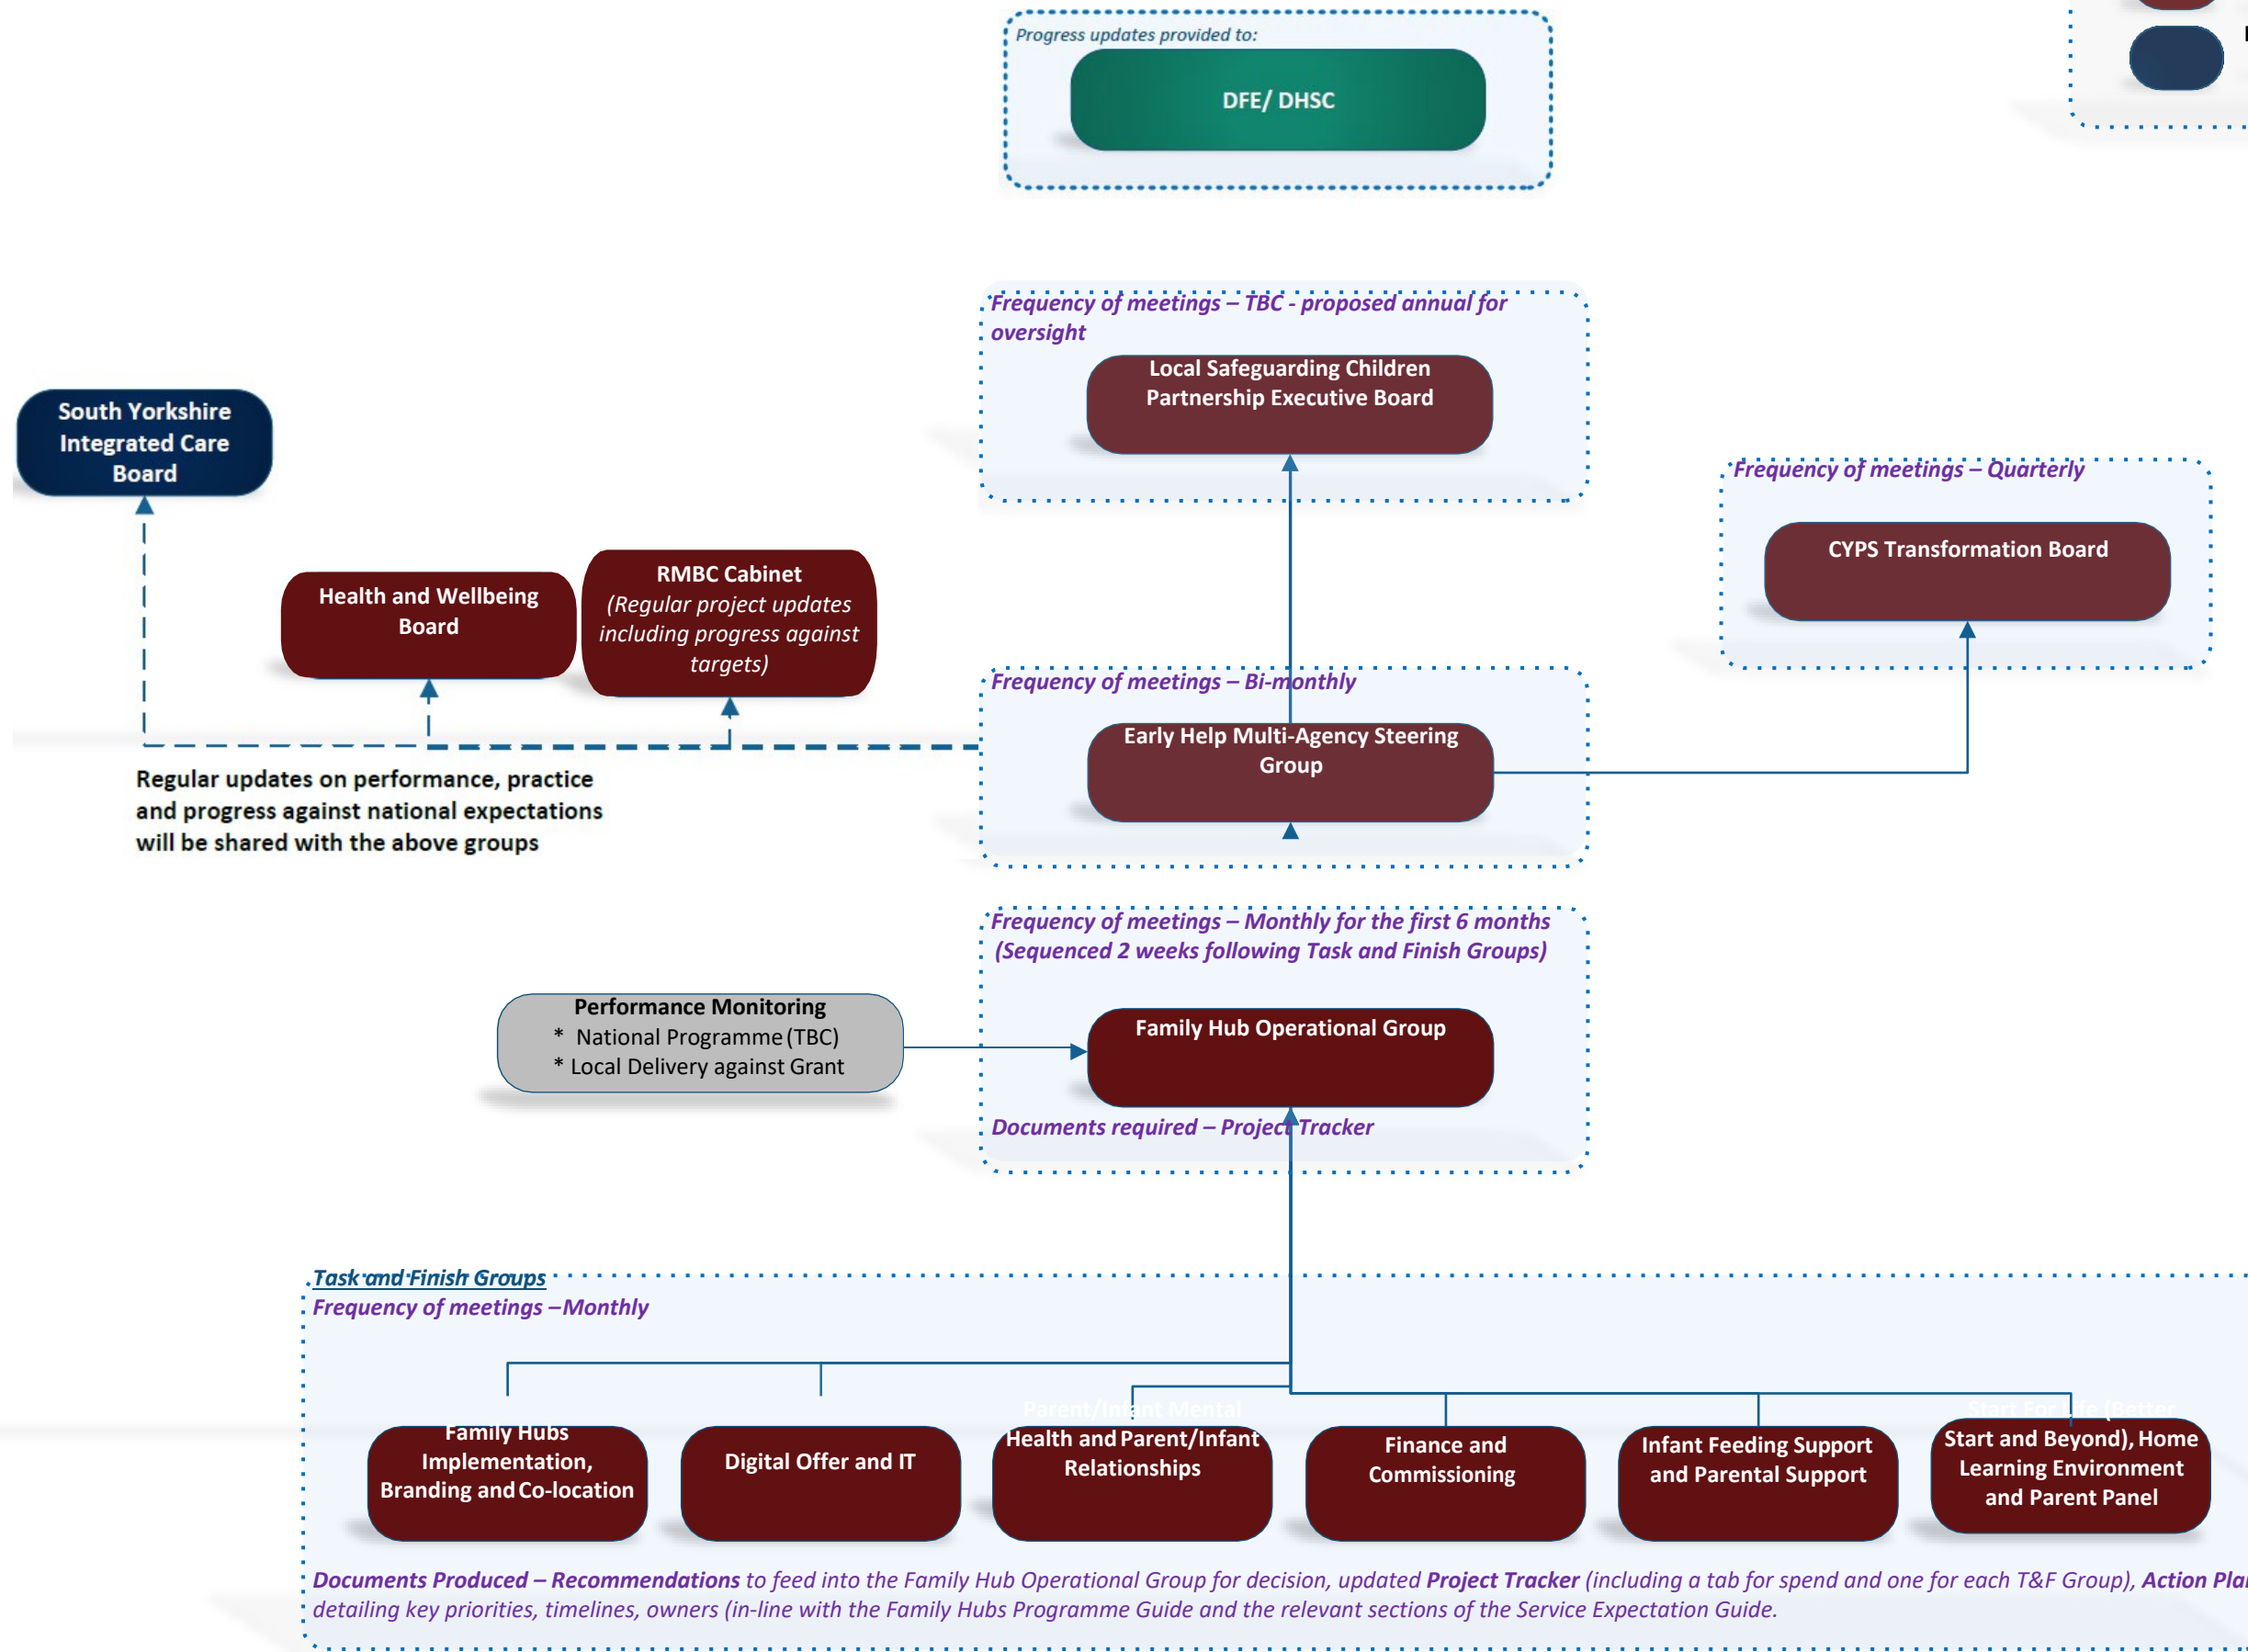 Progress updates provided to:
DFE/ DHSC
Frequency of meetings – TBC - proposed annual for
oversight
Local Safeguarding Children
Partnership Executive Board
South Yorkshire
Integrated Care
Board
Frequency of meetings – Quarterly
CYPS Transformation Board
Health and Wellbeing
Board
RMBC Cabinet
(Regular project updates
including progress against
targets)
Frequency of meetings – Bi-monthly
Early Help Multi-Agency Steering
Group
Regular updates on performance, practice
and progress against national expectations
will be shared with the above groups
Frequency of meetings – Monthly for the first 6 months
(Sequenced 2 weeks following Task and Finish Groups)
Performance Monitoring
* National Programme (TBC)
* Local Delivery against Grant
Family Hub Operational Group
Documents required – Project Tracker
Task and Finish Groups
Frequency of meetings –Monthly
Family Hubs
Implementation,
Branding and Co-location
Digital Offer and IT
Parent/Infant Mental
Health and Parent/Infant
Relationships
Finance and
Commissioning
Infant Feeding Support
and Parental Support
Start For Life (Better
Start and Beyond), Home
Learning Environment
and Parent Panel
Documents Produced – Recommendations to feed into the Family Hub Operational Group for decision, updated Project Tracker (including a tab for spend and one for each T&F Group), Action Plan
detailing key priorities, timelines, owners (in-line with the Family Hubs Programme Guide and the relevant sections of the Service Expectation Guide.